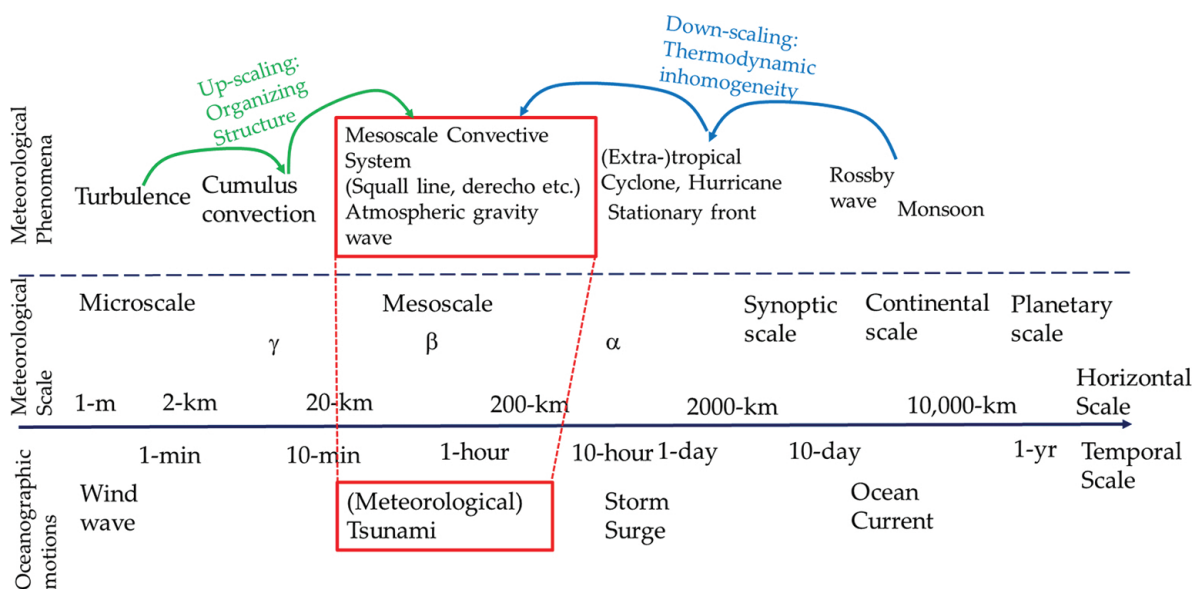 Down-scaling:
Thermodynamic
inhomogeneity
Up-scaling:
Organizing
Structure
Meteorological
Phenomena
Turbulence
Cumulus
convection
Mesoscale Convective
System
(Squall line, derecho etc.)
Atmospheric gravity
wave
(Extra-)tropical
Cyclone, Hurricane
Stationary front
Rossby
wave
Monsoon
Meteorological
Scale
Microscale
Mesoscale
Synoptic
scale
Continental
scale
Planetary
scale
γ β α
1-m 2-km 20-km 200-km 2000-km 10,000-km
Horizontal
Scale
1-min 10-min 1-hour 10-hour 1-day 10-day 1-yr
Temporal
Scale
Oceanographic
motions
Wind
wave
(Meteorological)
Tsunami
Storm
Surge
Ocean
Current